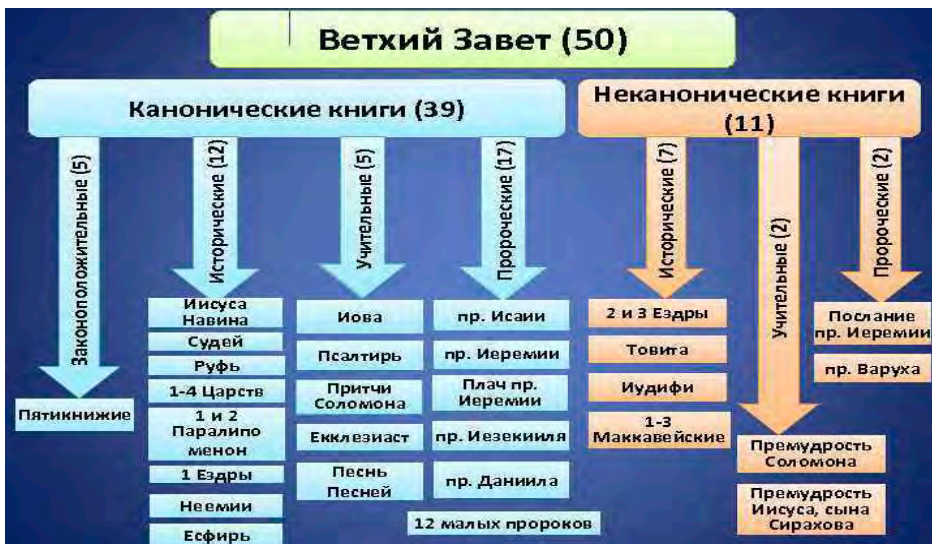 Ветхий Завет (50)
Канонические книги (39)
Неканонические книги
(11)
Законоположительные (5)
Исторические (12)
Учительные (5)
Пророческие (17)
Исторические (7)
Учительные (2)
Пророческие (2)
Пятикнижие
Иисуса
Навина
Судей
Руфь
1-4 Царств
1 и 2
Паралипо
менон
1 Ездры
Неемии
Есфирь
Иова
Псалтирь
Притчи
Соломона
Екклезиаст
Песнь
Песней
пр. Исаии
пр. Иеремии
Плач пр.
Иеремии
пр. Иезекииля
пр. Даниила
12 малых пророков
2 и 3 Ездры
Товита
Иудифи
1-3
Маккавейские
Премудрость
Соломона
Премудрость
Иисуса, сына
Сирахова
Послание
пр. Иеремии
пр. Варуха